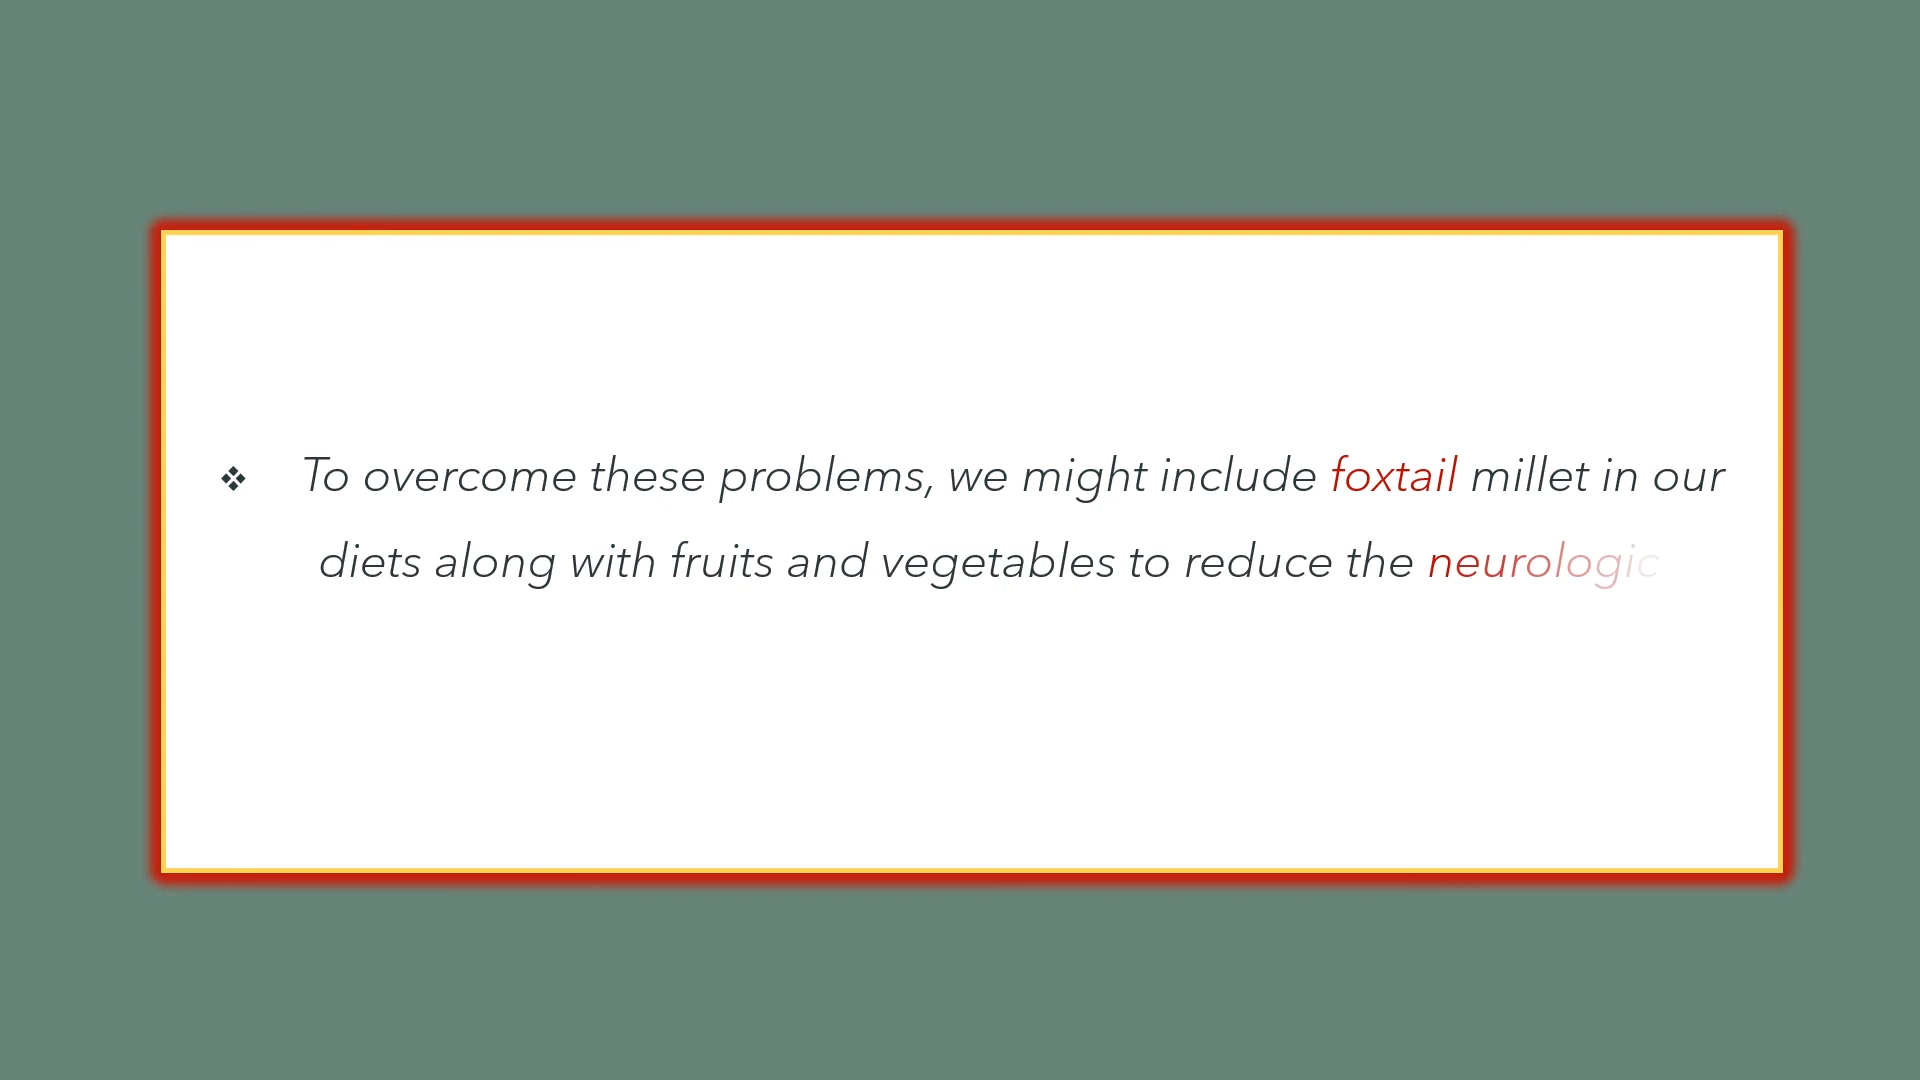 ❖ To overcome these problems, we might include foxtail millet in our
diets along with fruits and vegetables to reduce the neurologic